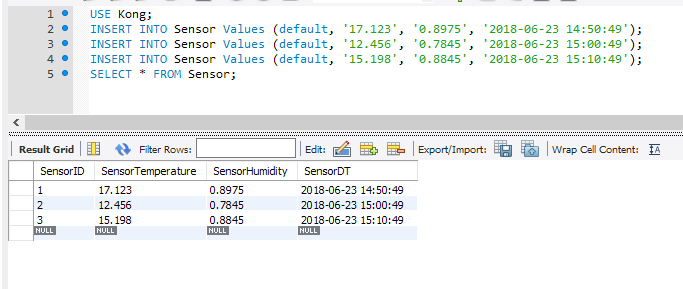 1 USE Kong;
2 INSERT INTO Sensor Values (default, '17.123', '0.8975', '2018-06-23 14:50:49');
3 INSERT INTO Sensor Values (default, '12.456', '0.7845', '2018-06-23 15:00:49');
4 INSERT INTO Sensor Values (default, '15.198', '0.8845', '2018-06-23 15:10:49');
5 SELECT * FROM Sensor;
Result Grid Filter Rows: Edit: Export/Import: Wrap Cell Content: IA
SensorID SensorTemperature SensorHumidity SensorDT
1 17.123 0.8975 2018-06-23 14:50:49
2 12.456 0.7845 2018-06-23 15:00:49
3 15.198 0.8845 2018-06-23 15:10:49
NULL NULL NULL NULL